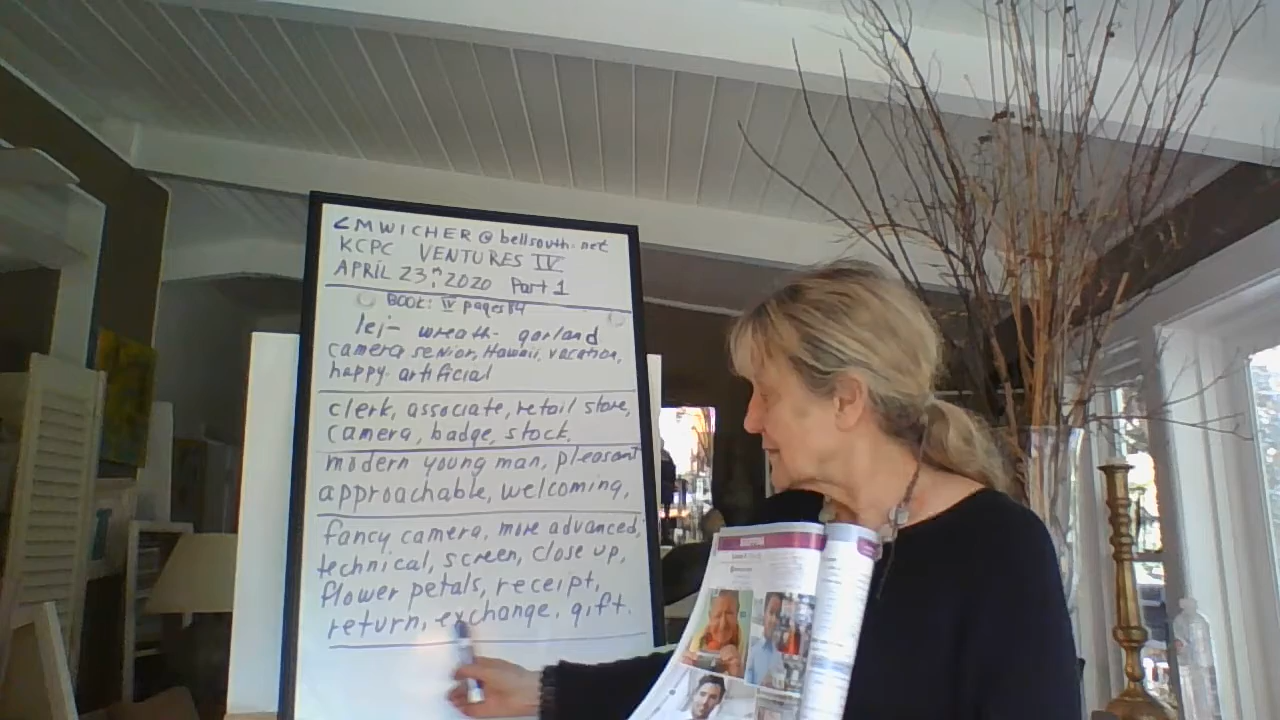 LMWICHER@bellsouth.net
KCPC VENTURES IV
APRIL 23, 2020 Part 1
BOOK: IV pages 84
lei- wreath- garland
camera senior, Hawaii, vacation,
happy. artificial
clerk, associate, retail store,
camera, badge, stock.
modern young man, pleasant
approachable, welcoming,
fancy camera, more advanced,
technical, screen, close up,
flower petals, receipt,
return, exchange, gift.